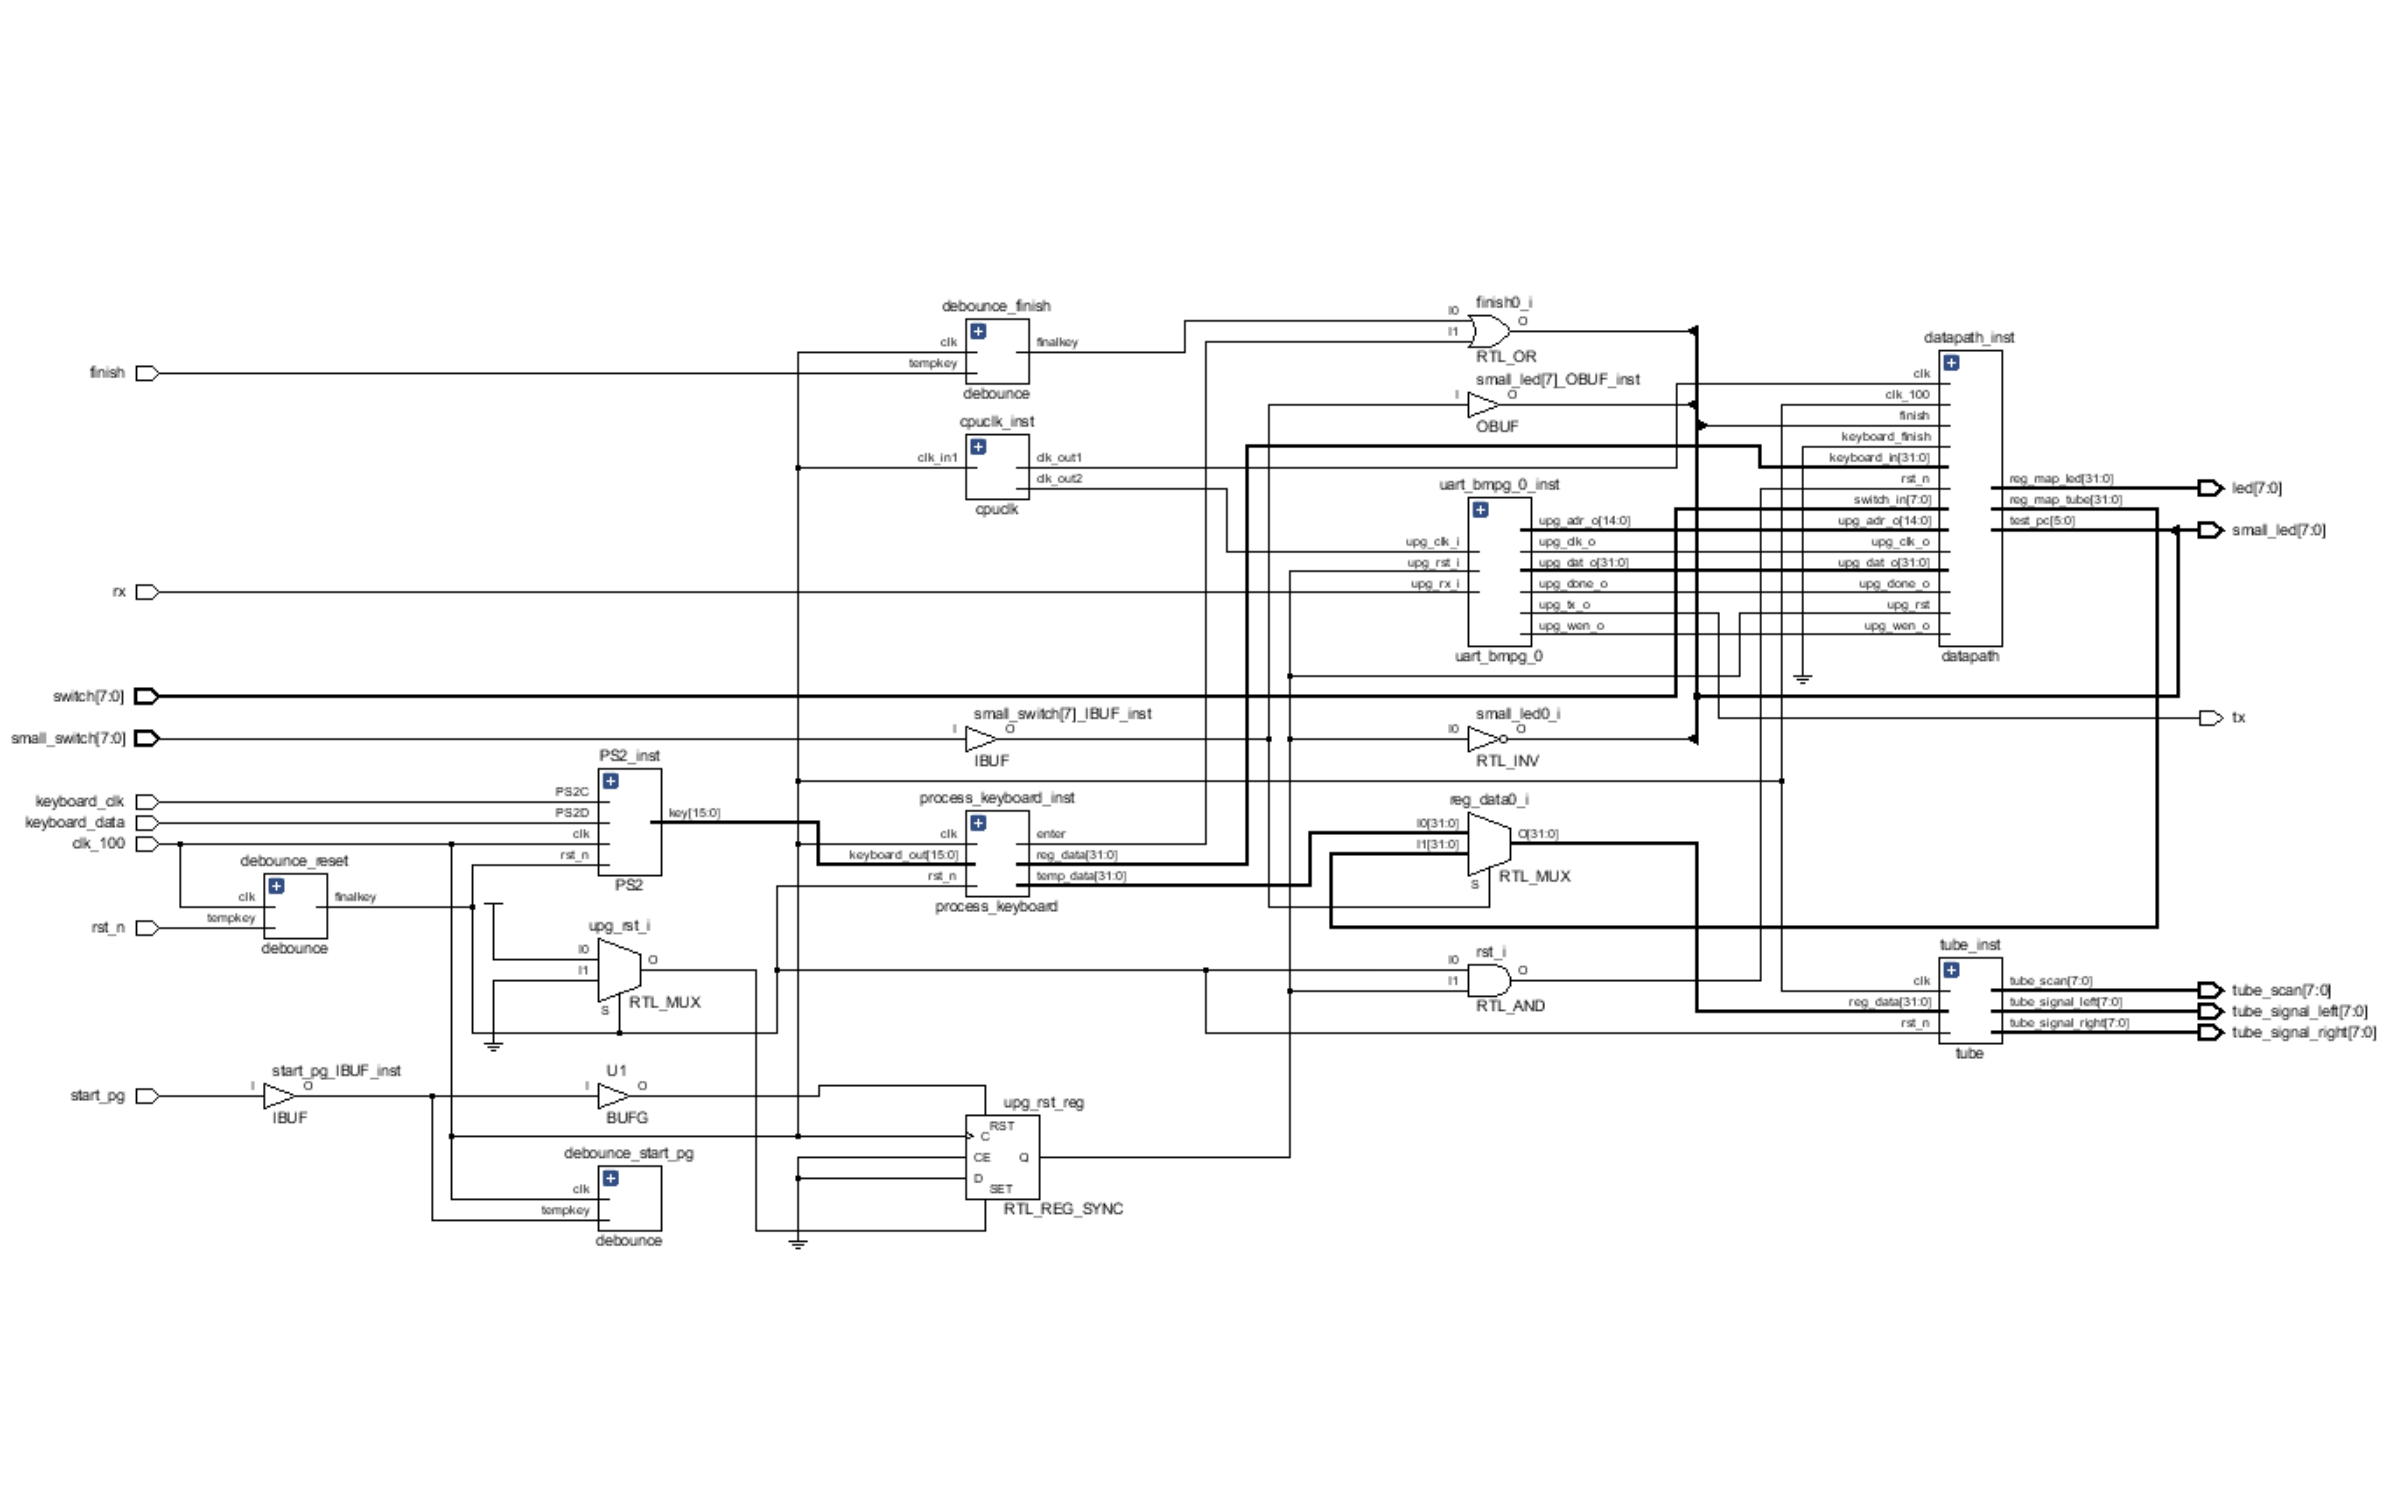 finish
rx
switch[7:0]
small_switch[7:0]
keyboard_clk
keyboard_data
clk_100
rst_n
start_pg
debounce_reset
clk
tempkey
finalkey
debounce
start_pg_IBUF_inst
I
O
IBUF
PS2_inst
PS2C
PS2D
clk
rst_n
key[15:0]
PS2
upg_rst_i
I0
I1
S
O
RTL_MUX
U1
I
O
BUFG
debounce_start_pg
clk
tempkey
debounce
debounce_finish
clk
tempkey
finalkey
debounce
cpuclk_inst
clk_in1
clk_out1
clk_out2
cpuclk
small_switch[7]_IBUF_inst
I
O
IBUF
process_keyboard_inst
clk
keyboard_out[15:0]
rst_n
enter
reg_data[31:0]
temp_data[31:0]
process_keyboard
upg_rst_reg
RST
C
CE
D
SET
Q
RTL_REG_SYNC
finish0_i
I0
I1
O
RTL_OR
small_led[7]_OBUF_inst
I
O
OBUF
uart_bmpg_0_inst
upg_clk_i
upg_rst_i
upg_rx_i
upg_adr_o[14:0]
upg_clk_o
upg_dat_o[31:0]
upg_done_o
upg_tx_o
upg_wen_o
uart_bmpg_0
small_led0_i
I0
O
RTL_INV
reg_data0_i
I0[31:0]
I1[31:0]
S
O[31:0]
RTL_MUX
rst_i
I0
I1
O
RTL_AND
datapath_inst
clk
clk_100
finish
keyboard_finish
keyboard_in[31:0]
rst_n
switch_in[7:0]
upg_adr_o[14:0]
upg_clk_o
upg_dat_o[31:0]
upg_done_o
upg_rst
upg_wen_o
reg_map_led[31:0]
reg_map_tube[31:0]
test_pc[5:0]
datapath
tube_inst
clk
reg_data[31:0]
rst_n
tube_scan[7:0]
tube_signal_left[7:0]
tube_signal_right[7:0]
tube
led[7:0]
small_led[7:0]
tx
tube_scan[7:0]
tube_signal_left[7:0]
tube_signal_right[7:0]